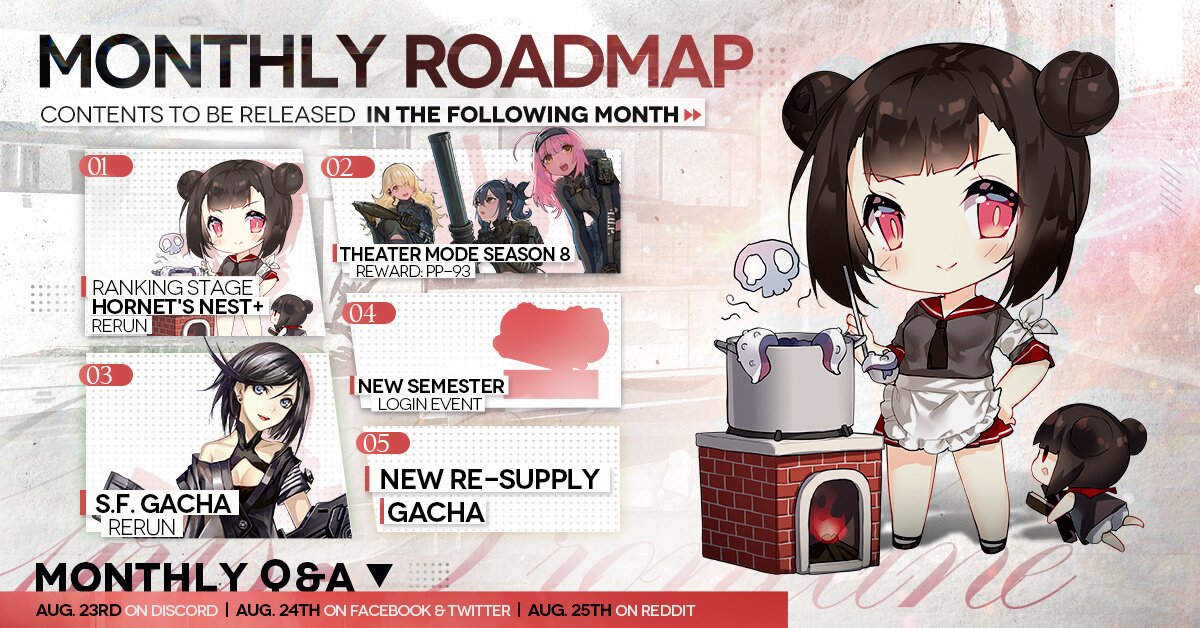 MONTHLY ROADMAP
CONTENTS TO BE RELEASED IN THE FOLLOWING MONTH
01
RANKING STAGE
HORNET'S NEST+
RERUN
02
THEATER MODE SEASON 8
REWARD: PP-93
03
S.F. GACHA
RERUN
04
NEW SEMESTER
LOGIN EVENT
05
NEW RE-SUPPLY
GACHA
MONTHLY Q&A ▼
AUG. 23RD ON DISCORD | AUG. 24TH ON FACEBOOK & TWITTER | AUG. 25TH ON REDDIT